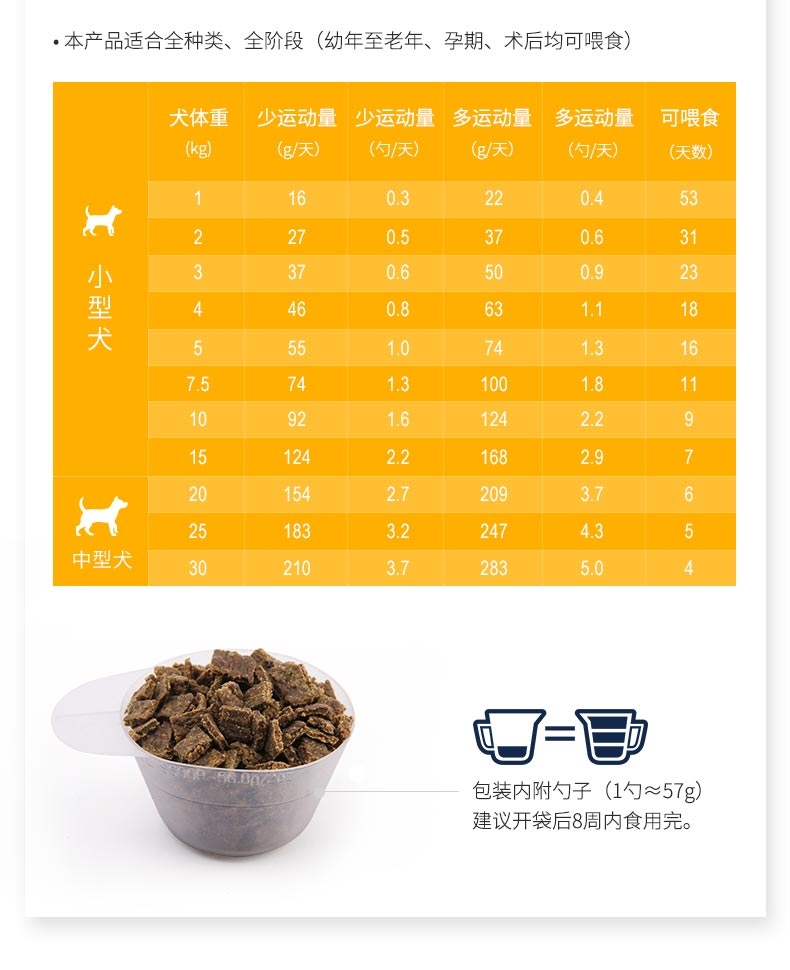 • 本产品适合全种类、全阶段（幼年至老年、孕期、术后均可喂食）
犬体重 少运动量 少运动量 多运动量 多运动量 可喂食
(kg) （g/天） （勺/天） （g/天） （勺/天） （天数）
小型犬
1 16 0.3 22 0.4 53
2 27 0.5 37 0.6 31
3 37 0.6 50 0.9 23
4 46 0.8 63 1.1 18
5 55 1.0 74 1.3 16
7.5 74 1.3 100 1.8 11
10 92 1.6 124 2.2 9
15 124 2.2 168 2.9 7
中型犬
20 154 2.7 209 3.7 6
25 183 3.2 247 4.3 5
30 210 3.7 283 5.0 4
包装内附勺子（1勺≈57g）
建议开袋后8周内食用完。